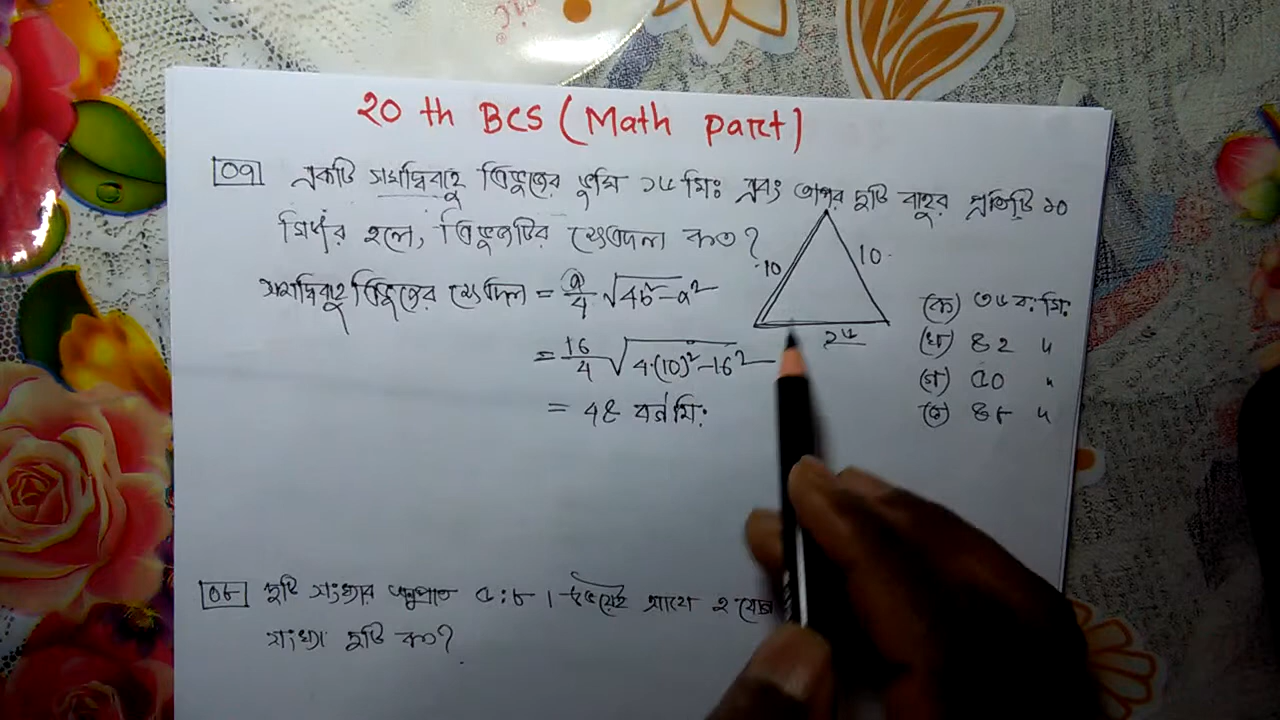 20 th BCS (Math part)
০৭ একটি সমদ্বিবাহু ত্রিভুজের ভূমি ১৬ মিঃ এবং অপর দুটি বাহুর প্রতিটি ১০
মিটার হলে, ত্রিভুজটির ক্ষেত্রফল কত?
10
10
১৬
সমদ্বিবাহু ত্রিভুজের ক্ষেত্রফল = a/4 √4b²-a²
= 16/4 √4.(10)²-16²
= 48 বর্গমিঃ
(ক) ৩৬ ব: মি:
(খ) ৪২ "
(গ) ৫০ "
(ঘ) ৪৮ "
০৮ দুটি সংখ্যার অনুপাত ৫:৮। উভয়ের সাথে ২ যোগ
সংখ্যা দুটি কত?